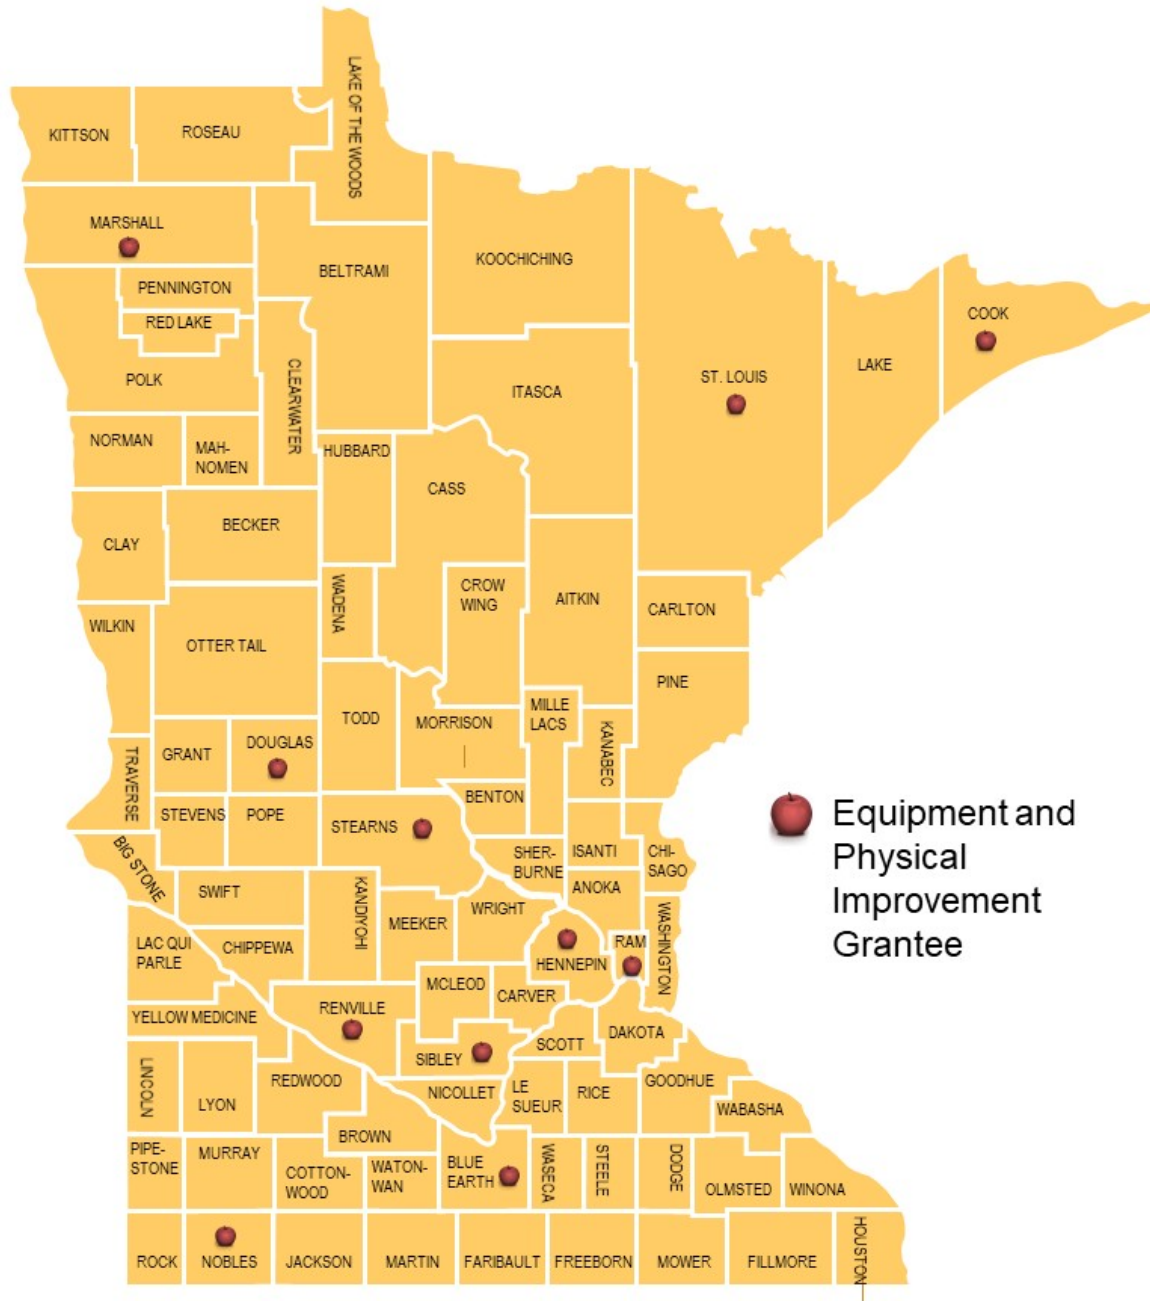 LAKE OF THE WOODS
KITTSON
ROSEAU
MARSHALL
KOOCHICHING
BELTRAMI
PENNINGTON
RED LAKE
COOK
POLK
CLEARWATER
ITASCA
ST. LOUIS
LAKE
NORMAN
MAH-
NOMEN
HUBBARD
CASS
BECKER
CLAY
WADENA
CROW
WING
AITKIN
CARLTON
WILKIN
OTTER TAIL
PINE
TODD
MORRISON
MILLE
LACS
KANABEC
TRAVERSE
GRANT
DOUGLAS
BENTON
STEVENS
POPE
STEARNS
Equipment and
Physical
Improvement
Grantee
BIG STONE
SHER-
BURNE
ISANTI
CHI-
SAGO
SWIFT
KANDIYOHI
MEEKER
WRIGHT
ANOKA
WASHINGTON
LAC QUI
PARLE
CHIPPEWA
HENNEPIN
RAM
MCLEOD
CARVER
YELLOW MEDICINE
RENVILLE
SIBLEY
SCOTT
DAKOTA
LINCOLN
LYON
REDWOOD
NICOLLET
LE
SUEUR
RICE
GOODHUE
WABASHA
PIPE-
STONE
MURRAY
BROWN
COTTON-
WOOD
WATON-
WAN
BLUE
EARTH
WASECA
STEELE
DODGE
OLMSTED
WINONA
ROCK
NOBLES
JACKSON
MARTIN
FARIBAULT
FREEBORN
MOWER
FILLMORE
HOUSTON